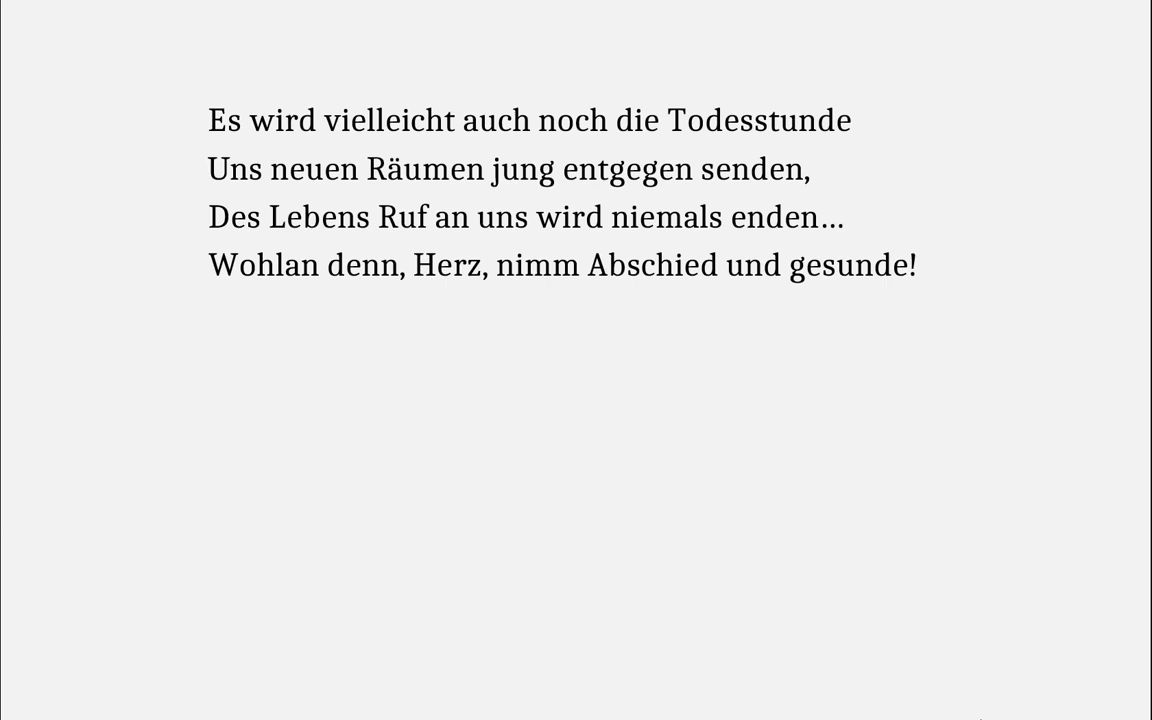 Es wird vielleicht auch noch die Todesstunde
Uns neuen Räumen jung entgegen senden,
Des Lebens Ruf an uns wird niemals enden...
Wohlan denn, Herz, nimm Abschied und gesunde!